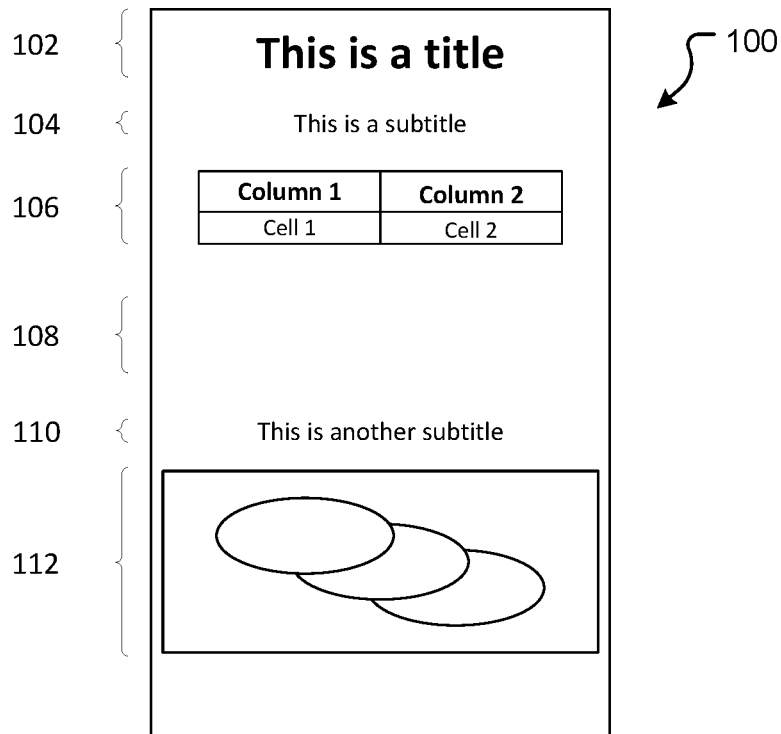 102
This is a title
100
104
This is a subtitle
106
Column 1 Column 2
Cell 1 Cell 2
108
110
This is another subtitle
112